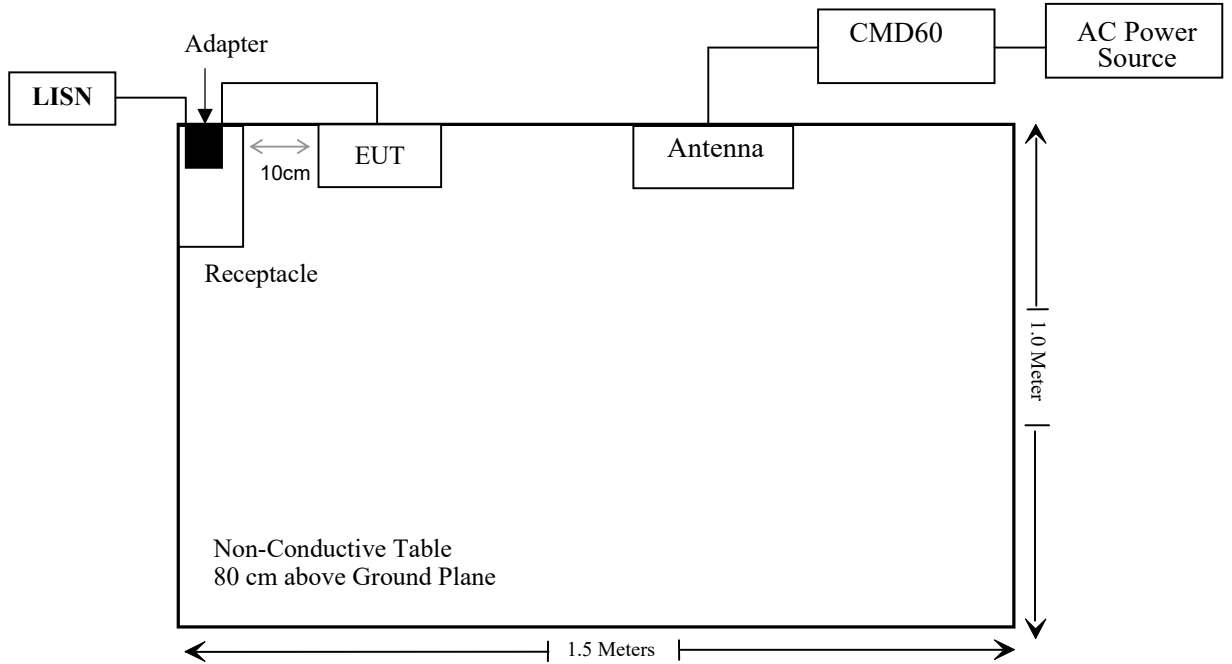 Adapter
CMD60
AC Power
Source
LISN
EUT
Antenna
10cm
Receptacle
1.0 Meter
Non-Conductive Table
80 cm above Ground Plane
1.5 Meters